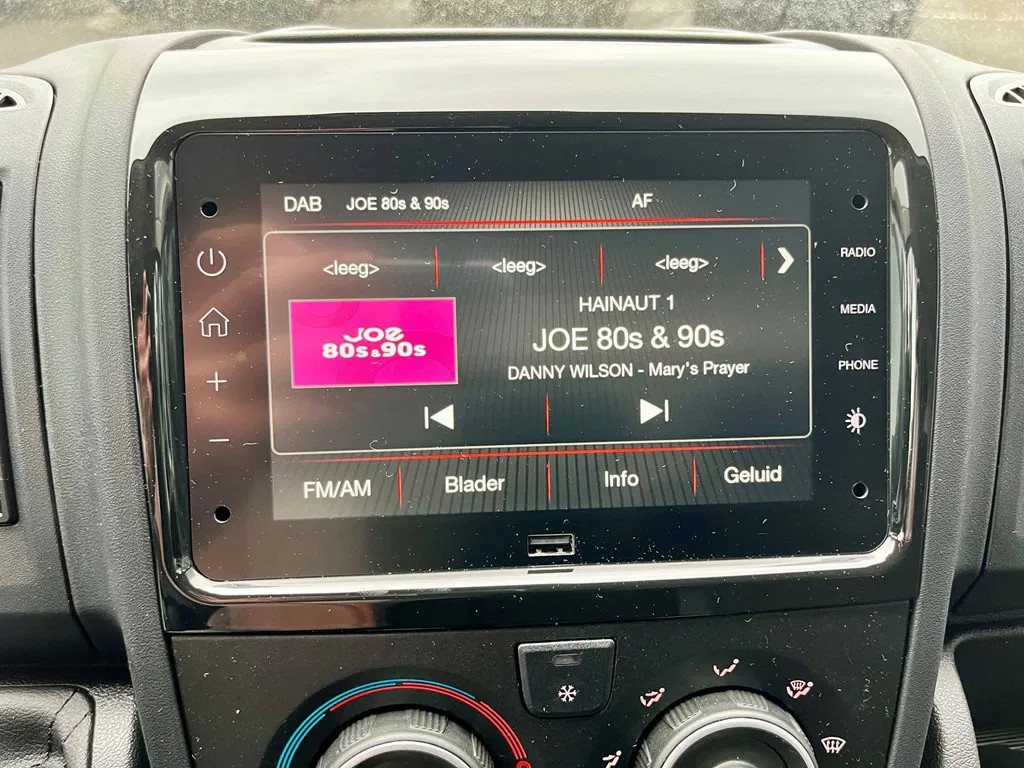 DAB JOE 80s & 90s AF
<leeg> <leeg> <leeg>
RADIO
HAINAUT 1
MEDIA
JOE
80s & 90s
JOE 80s & 90s
DANNY WILSON - Mary's Prayer
PHONE
FM/AM Blader Info Geluid